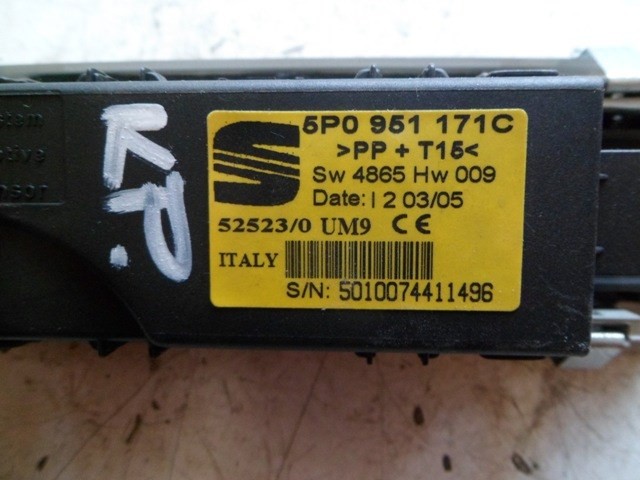 5P0 951 171C
>PP + T15<
Sw 4865 Hw 009
Date: I 2 03/05
52523/0 UM9 CE
ITALY
S/N: 5010074411496
R.P.